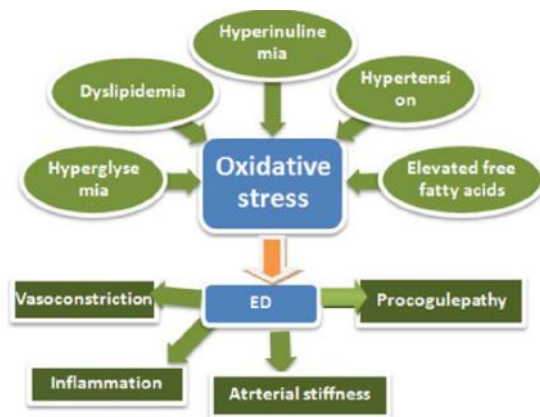 Hyperinuline
mia
Dyslipidemia
Hypertensi
on
Hyperglyse
mia
Oxidative
stress
Elevated free
fatty acids
Vasoconstriction
ED
Procogulepathy
Inflammation
Atrterial stiffness